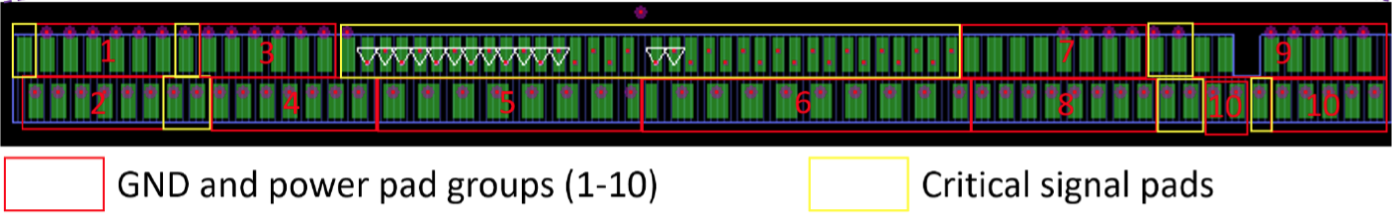 1 3 7 9
2 4 5 6 8 10 10
GND and power pad groups (1-10) Critical signal pads